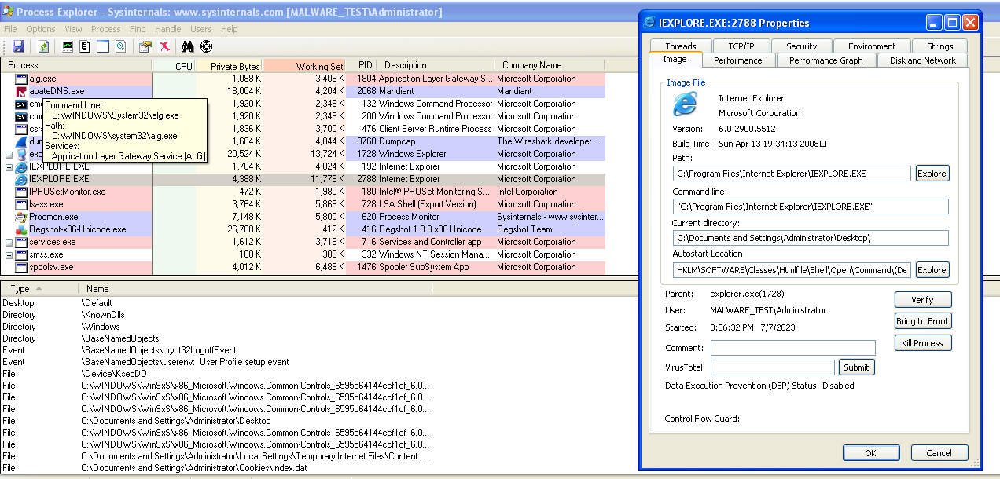 Process Explorer - Sysinternals: www.sysinternals.com [MALWARE_TEST\Administrator]
File Options View Process Find Handle Users Help
Process CPU Private Bytes Working Set PID Description Company Name
alg.exe 1,088 K 3,408 K 1804 Application Layer Gateway S... Microsoft Corporation
apateDNS.exe 18,004 K 4,204 K 2068 Mandiant Mandiant
cmd 1,920 K 2,348 K 132 Windows Command Processor Microsoft Corporation
cmd 1,920 K 2,348 K 200 Windows Command Processor Microsoft Corporation
csrs 1,836 K 3,700 K 476 Client Server Runtime Process Microsoft Corporation
dum 1,664 K 4,044 K 3768 Dumpcap The Wireshark developer ...
exp 20,524 K 13,724 K 1728 Windows Explorer Microsoft Corporation
Command Line:
C:\WINDOWS\System32\alg.exe
Path:
C:\WINDOWS\system32\alg.exe
Services:
Application Layer Gateway Service [ALG]
IEXPLORE.EXE 1,784 K 4,824 K 192 Internet Explorer Microsoft Corporation
IEXPLORE.EXE 4,388 K 11,776 K 2788 Internet Explorer Microsoft Corporation
IPROSetMonitor.exe 472 K 1,980 K 180 Intel® PROSet Monitoring S... Intel Corporation
lsass.exe 3,764 K 5,868 K 728 LSA Shell (Export Version) Microsoft Corporation
Procmon.exe 7,148 K 5,800 K 620 Process Monitor Sysinternals - www.sysinter...
Regshot-x86-Unicode.exe 26,760 K 412 K 416 Regshot 1.9.0 x86 Unicode Regshot Team
services.exe 1,612 K 3,716 K 716 Services and Controller app Microsoft Corporation
smss.exe 168 K 388 K 332 Windows NT Session Mana... Microsoft Corporation
spoolsv.exe 4,012 K 6,488 K 1476 Spooler SubSystem App Microsoft Corporation
Type Name
Desktop \Default
Directory \KnownDlls
Directory \Windows
Directory \BaseNamedObjects
Event \BaseNamedObjects\crypt32LogoffEvent
Event \BaseNamedObjects\userenv: User Profile setup event
File \Device\KsecDD
File C:\WINDOWS\WinSxS\x86_Microsoft.Windows.Common-Controls_6595b64144ccf1df_6.0...
File C:\WINDOWS\WinSxS\x86_Microsoft.Windows.Common-Controls_6595b64144ccf1df_6.0...
File C:\WINDOWS\WinSxS\x86_Microsoft.Windows.Common-Controls_6595b64144ccf1df_6.0...
File C:\Documents and Settings\Administrator\Desktop
File C:\WINDOWS\WinSxS\x86_Microsoft.Windows.Common-Controls_6595b64144ccf1df_6.0...
File C:\WINDOWS\WinSxS\x86_Microsoft.Windows.Common-Controls_6595b64144ccf1df_6.0...
File C:\Documents and Settings\Administrator\Local Settings\Temporary Internet Files\Content.I...
File C:\Documents and Settings\Administrator\Cookies\index.dat
IEXPLORE.EXE:2788 Properties
Threads TCP/IP Security Environment Strings
Image Performance Performance Graph Disk and Network
Image File
Internet Explorer
Microsoft Corporation
Version: 6.0.2900.5512
Build Time: Sun Apr 13 19:34:13 2008□
Path:
C:\Program Files\Internet Explorer\IEXPLORE.EXE Explore
Command line:
"C:\Program Files\Internet Explorer\IEXPLORE.EXE"
Current directory:
C:\Documents and Settings\Administrator\Desktop\
Autostart Location:
HKLM\SOFTWARE\Classes\Htmlfile\Shell\Open\Command\(De Explore
Parent: explorer.exe(1728) Verify
User: MALWARE_TEST\Administrator
Bring to Front
Started: 3:36:32 PM 7/7/2023
Kill Process
Comment:
VirusTotal: Submit
Data Execution Prevention (DEP) Status: Disabled
Control Flow Guard:
OK Cancel